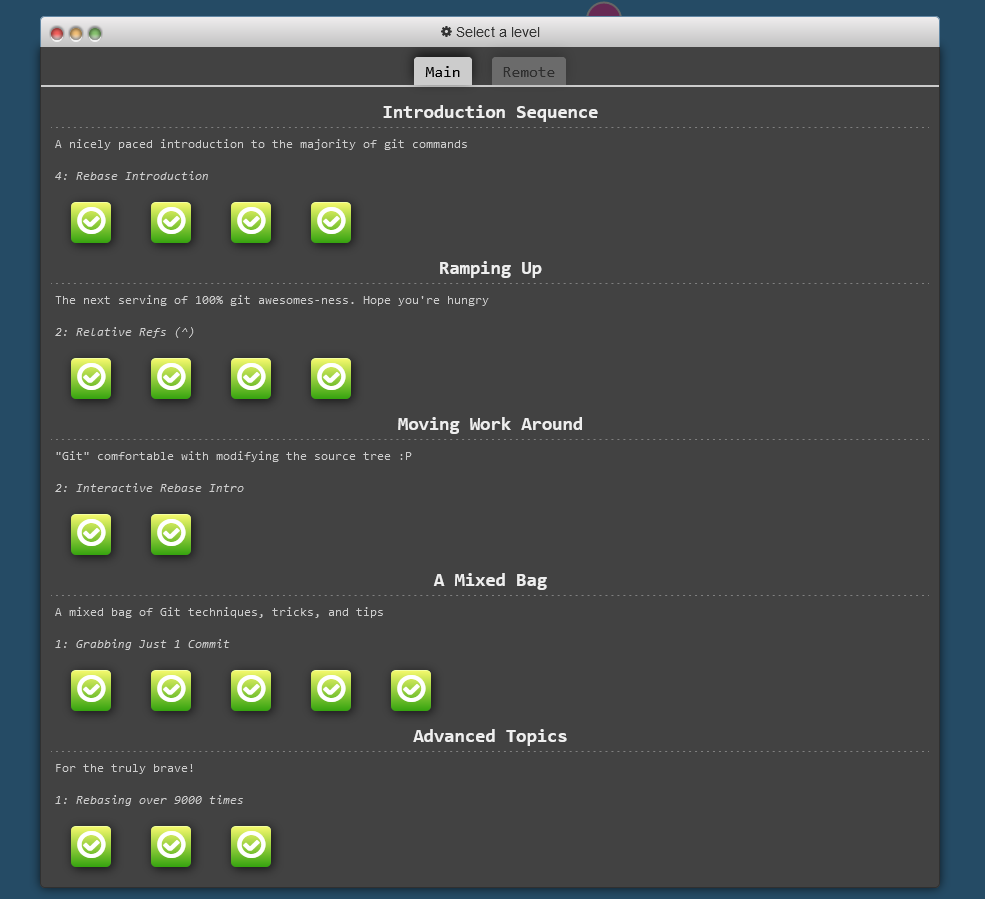 Select a level
Main
Remote
Introduction Sequence
A nicely paced introduction to the majority of git commands
4: Rebase Introduction
Ramping Up
The next serving of 100% git awesomes-ness. Hope you're hungry
2: Relative Refs (^)
Moving Work Around
"Git" comfortable with modifying the source tree :P
2: Interactive Rebase Intro
A Mixed Bag
A mixed bag of Git techniques, tricks, and tips
1: Grabbing Just 1 Commit
Advanced Topics
For the truly brave!
1: Rebasing over 9000 times